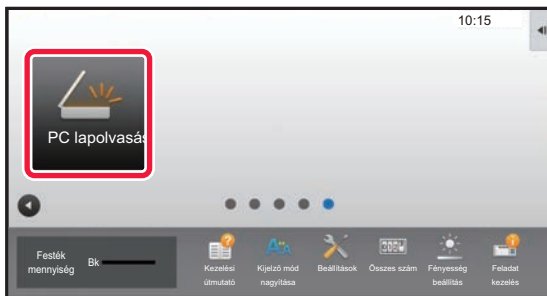 10:15
PC lapolvasás
Festék
mennyiség
Bk
Kezelési
útmutató
Kijelző mód
nagyítása
Beállítások
Összes szám
Fényesség
beállítás
Feladat
kezelés